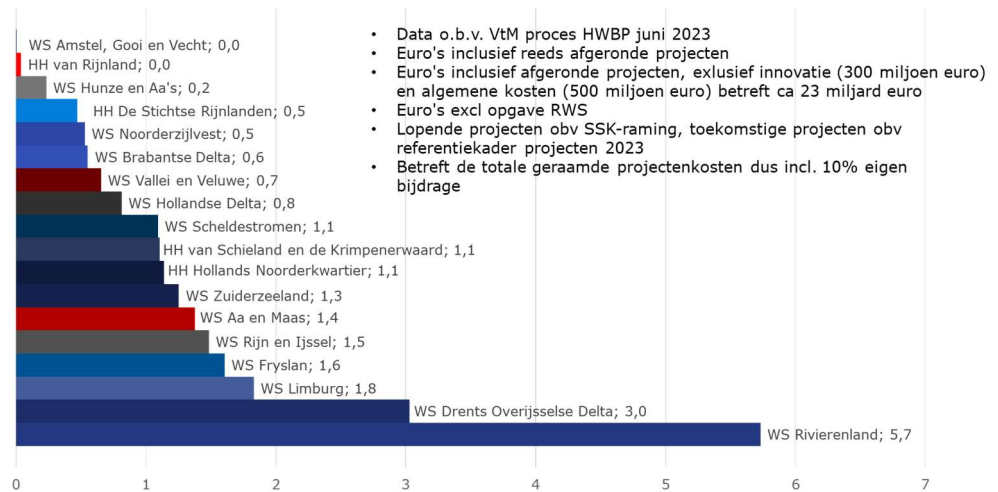 WS Amstel, Gooi en Vecht; 0,0
HH van Rijnland; 0,0
WS Hunze en Aa's; 0,2
HH De Stichtse Rijnlanden; 0,5
WS Noorderzijlvest; 0,5
WS Brabantse Delta; 0,6
WS Vallei en Veluwe; 0,7
WS Hollandse Delta; 0,8
WS Scheldestromen; 1,1
HH van Schieland en de Krimpenerwaard; 1,1
HH Hollands Noorderkwartier; 1,1
WS Zuiderzeeland; 1,3
WS Aa en Maas; 1,4
WS Rijn en Ijssel; 1,5
WS Fryslan; 1,6
WS Limburg; 1,8
WS Drents Overijsselse Delta; 3,0
WS Rivierenland; 5,7
• Data o.b.v. VtM proces HWBP juni 2023
• Euro's inclusief reeds afgeronde projecten
• Euro's inclusief afgeronde projecten, exlusief innovatie (300 miljoen euro)
en algemene kosten (500 miljoen euro) betreft ca 23 miljard euro
• Euro's excl opgave RWS
• Lopende projecten obv SSK-raming, toekomstige projecten obv
referentiekader projecten 2023
• Betreft de totale geraamde projectenkosten dus incl. 10% eigen
bijdrage
0 1 2 3 4 5 6 7